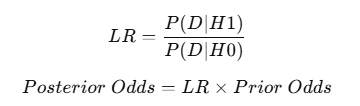 LR = P(D|H1) / P(D|H0)
Posterior Odds = LR × Prior Odds